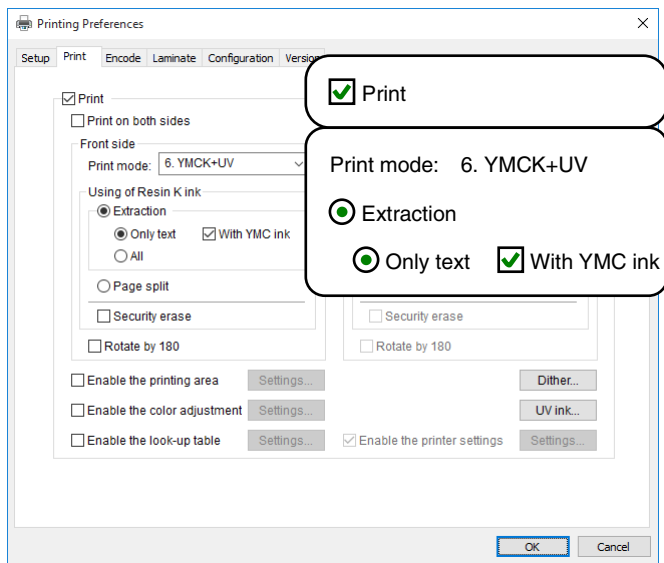 Printing Preferences
Setup Print Encode Laminate Configuration Version
Print
Print on both sides
Front side
Print mode: 6. YMCK+UV
Using of Resin K ink
Extraction
Only text With YMC ink
All
Page split
Security erase
Rotate by 180
Print
Print mode: 6. YMCK+UV
Extraction
Only text With YMC ink
Security erase
Rotate by 180
Enable the printing area Settings... Dither...
Enable the color adjustment Settings... UV ink...
Enable the look-up table Settings... Enable the printer settings Settings...
OK Cancel